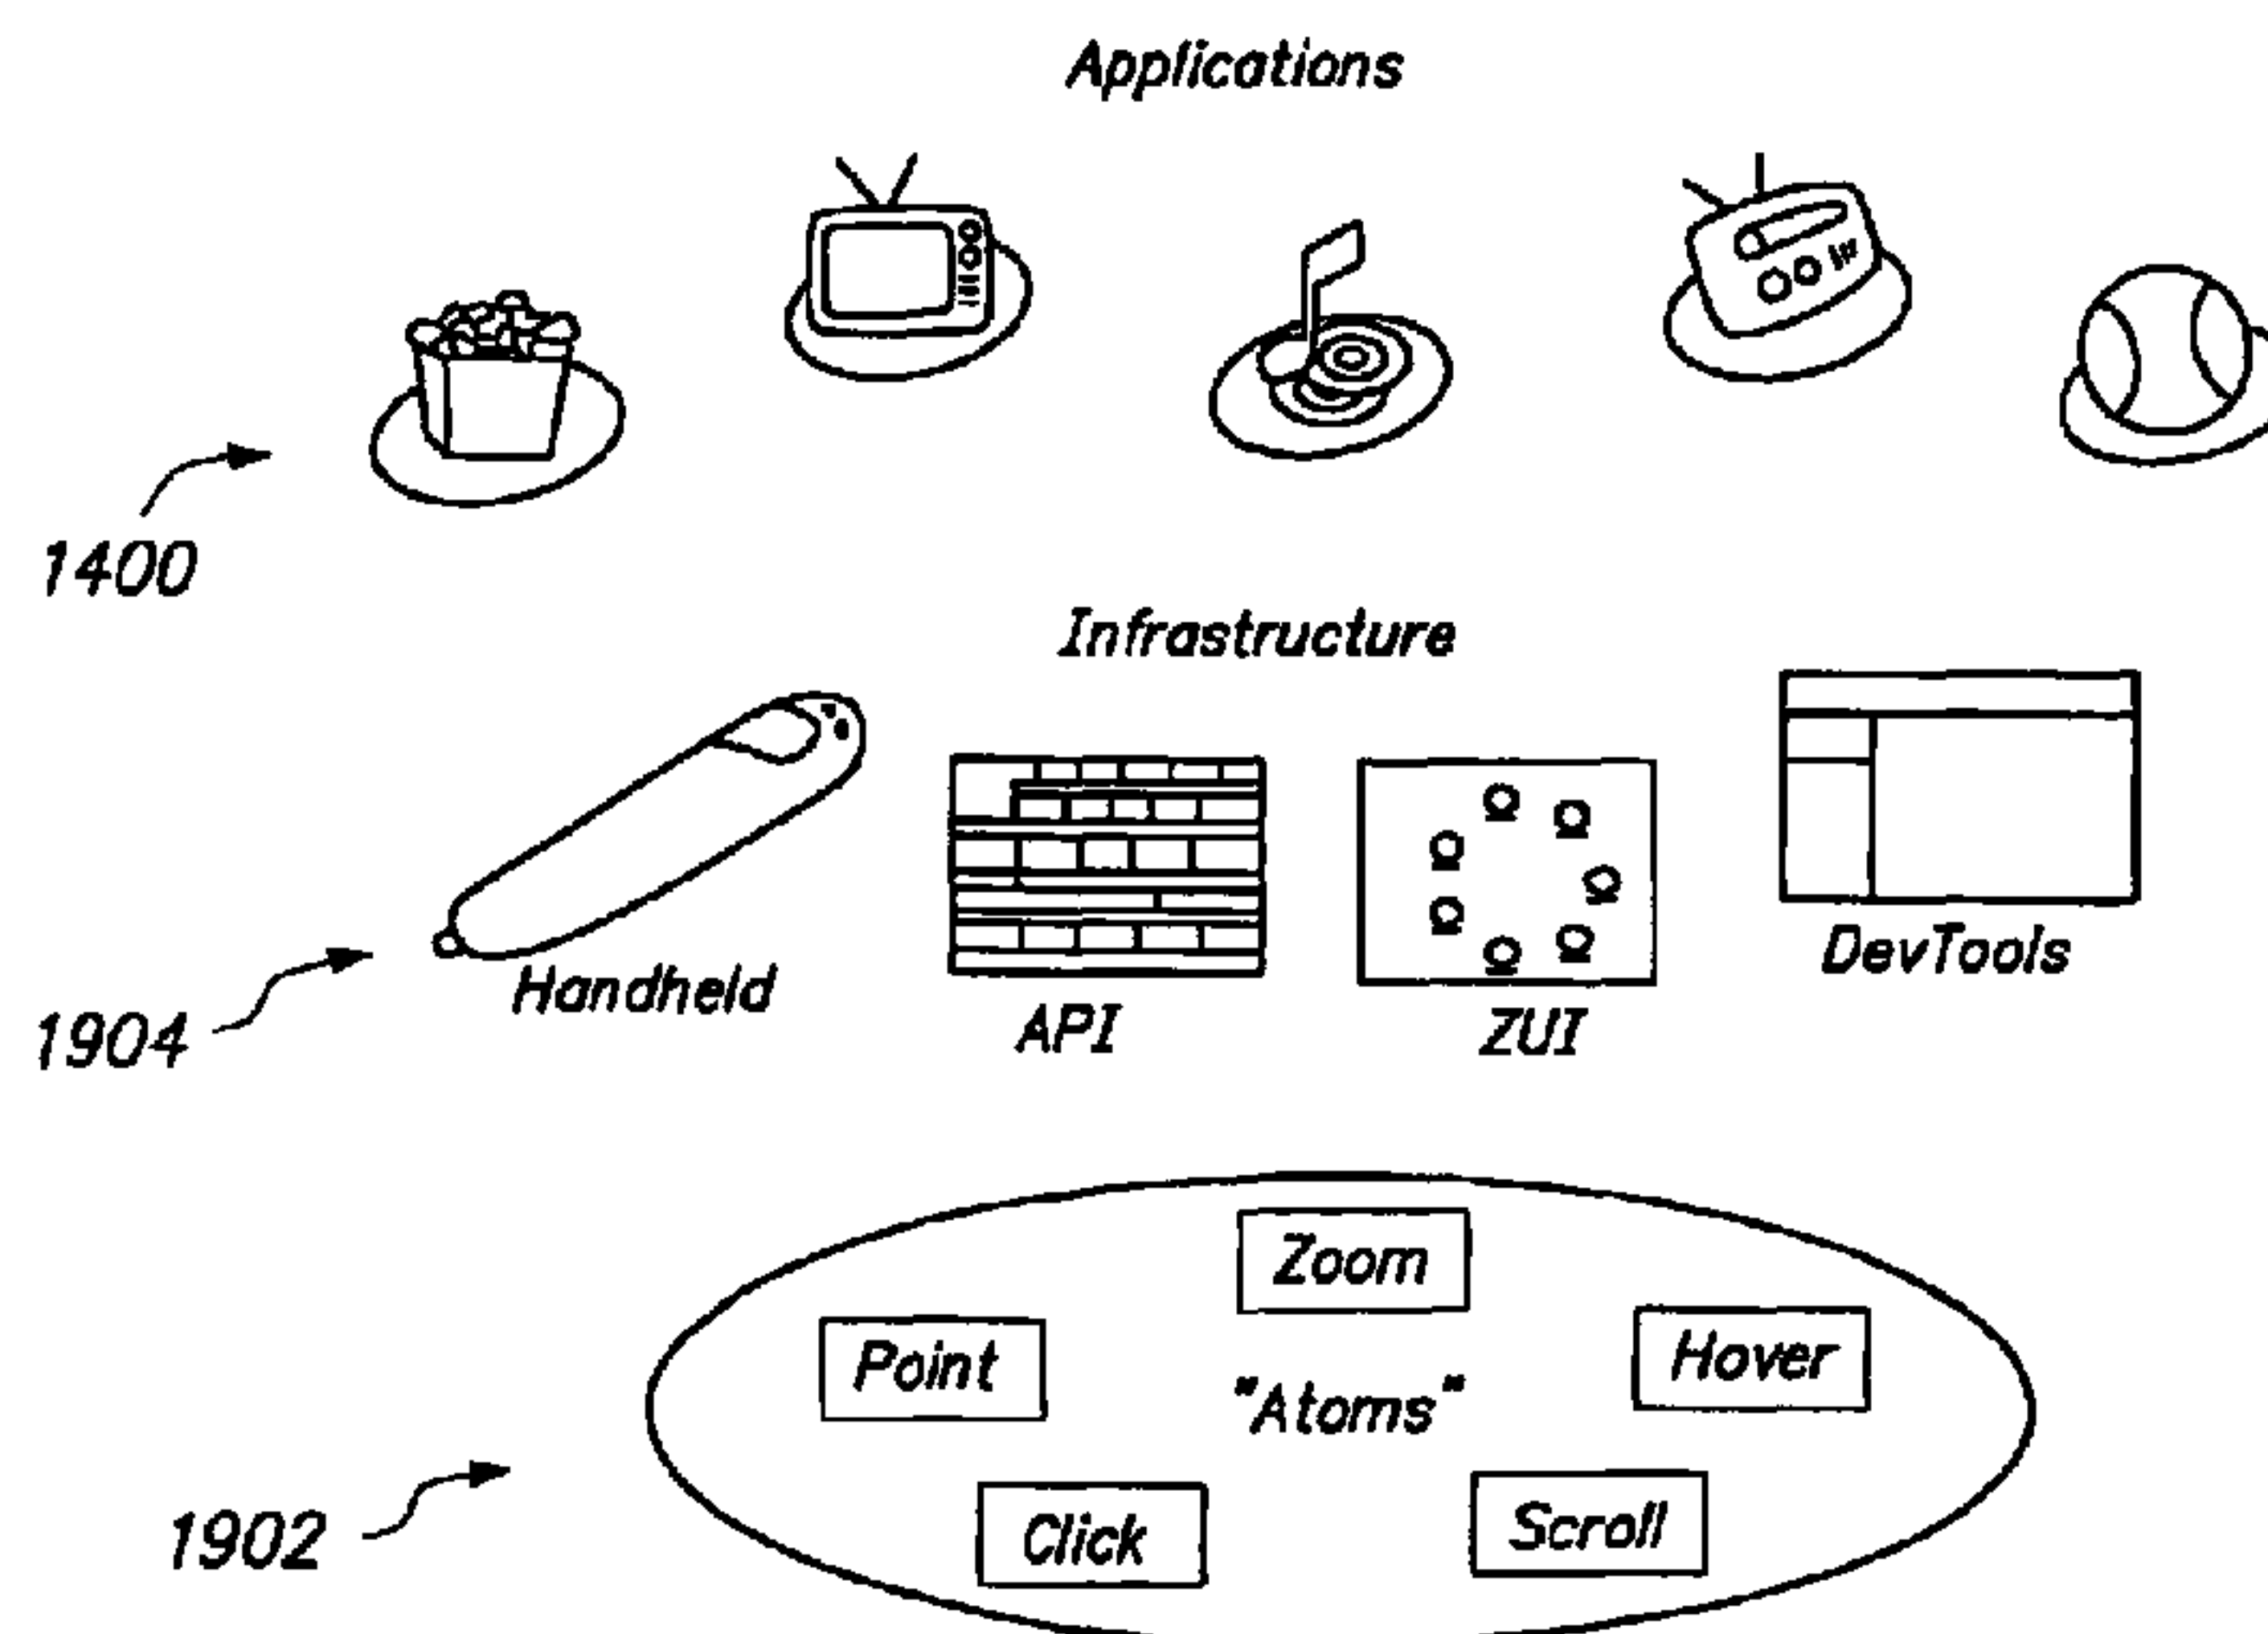 Applications
1400
Infrastructure
Handheld
API
ZUI
DevTools
1904
Zoom
Point
Hover
"Atoms"
Click
Scroll
1902